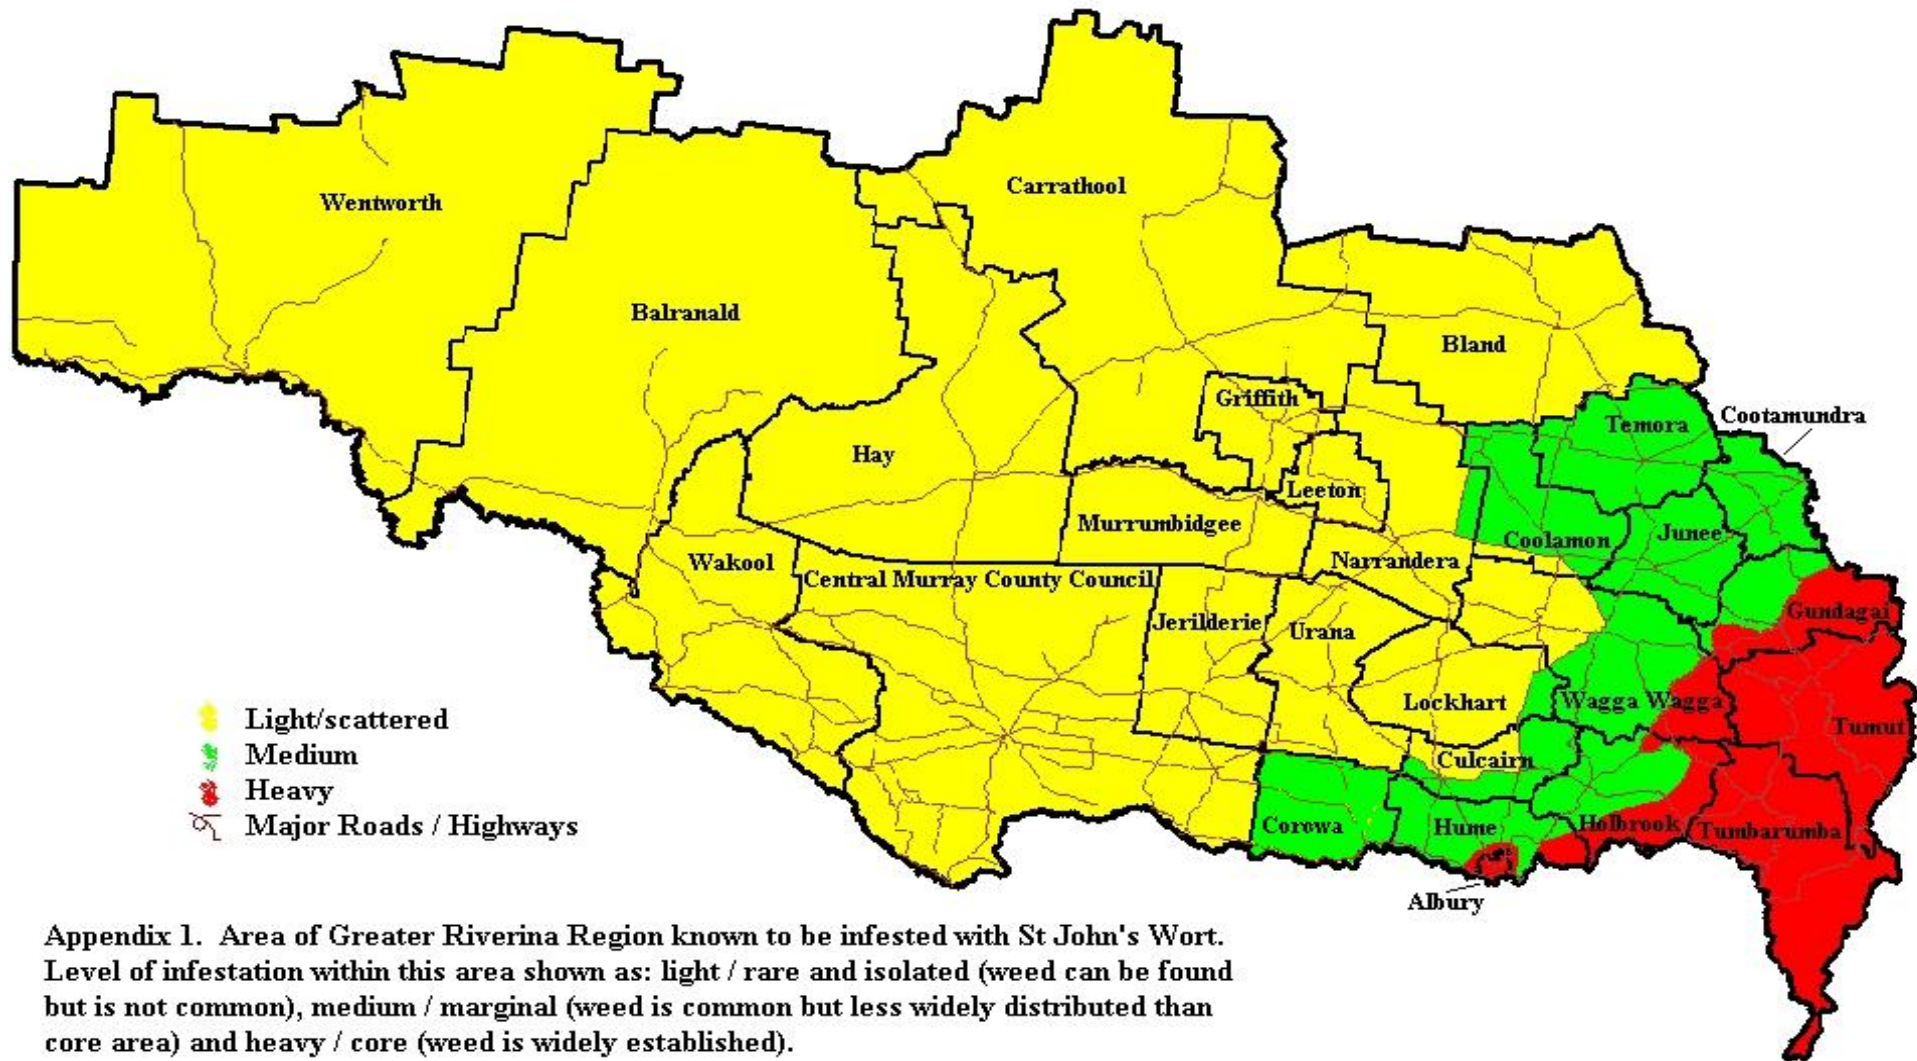 Wentworth
Carrathool
Balranald
Bland
Griffith
Temora
Cootamundra
Hay
Leeton
Murrumbidgee
Coolamon
Junee
Wakool
Central Murray County Council
Narrandera
Jerilderie
Urana
Gundagai
Lockhart
Wagga Wagga
Tumut
Culcairn
Corowa
Hume
Holbrook
Tumbarumba
Albury
Light/scattered
Medium
Heavy
Major Roads / Highways
Appendix 1. Area of Greater Riverina Region known to be infested with St John's Wort.
Level of infestation within this area shown as: light / rare and isolated (weed can be found
but is not common), medium / marginal (weed is common but less widely distributed than
core area) and heavy / core (weed is widely established).